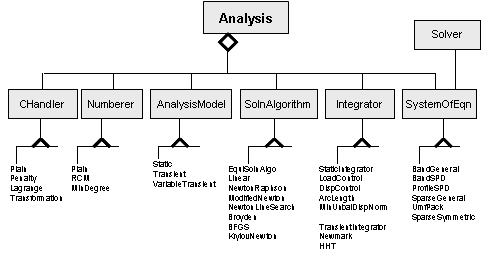 Analysis
Solver
CHandler
Numberer
AnalysisModel
SolnAlgorithm
Integrator
SystemOfEqn
Plain
Penalty
Lagrange
Transformation
Plain
RCM
MinDegree
Static
Transient
VariableTransient
EquiSolnAlgo
Linear
NewtonRaphson
ModifiedNewton
NewtonLineSearch
Broyden
BFGS
KrylovNewton
StaticIntegrator
LoadControl
DispControl
ArcLength
MinUnbalDispNorm
TransientIntegrator
Newmark
HHT
BandGeneral
BandSPD
ProfileSPD
SparseGeneral
UmfPack
SparseSymmetric